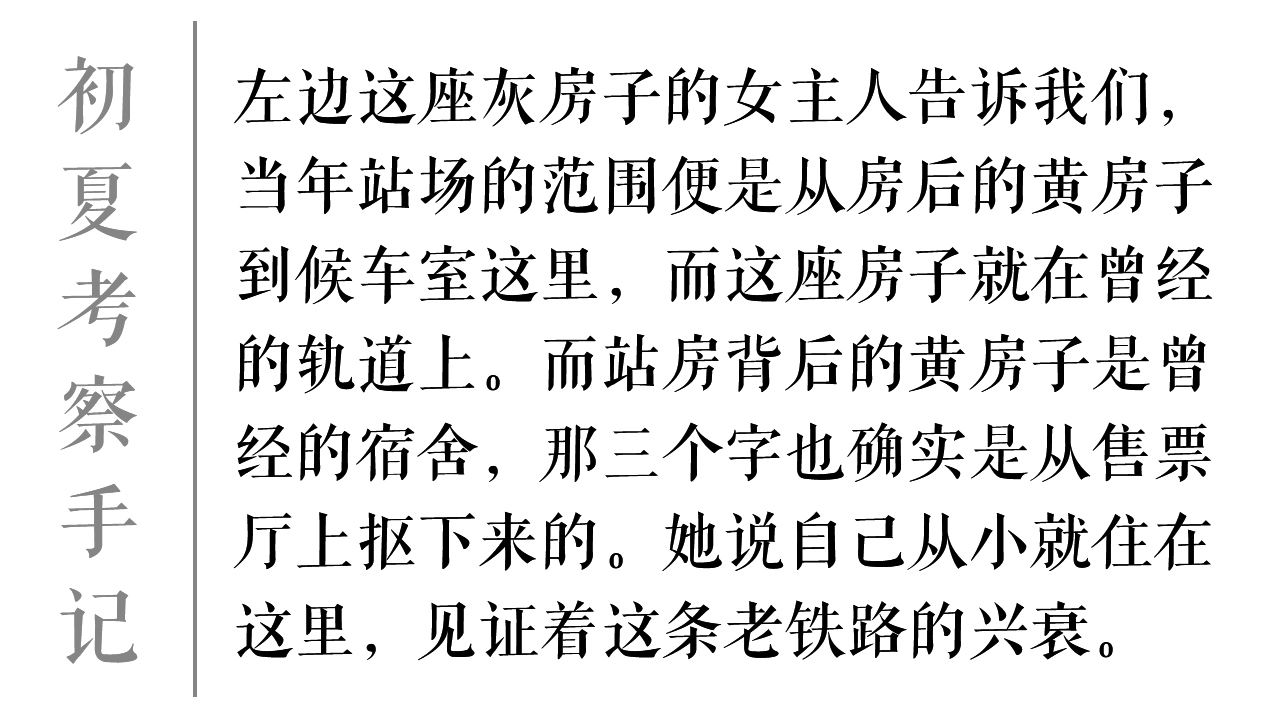 初夏考察手记
左边这座灰房子的女主人告诉我们，
当年站场的范围便是从房后的黄房子
到候车室这里，而这座房子就在曾经
的轨道上。而站房背后的黄房子是曾
经的宿舍，那三个字也确实是从售票
厅上抠下来的。她说自己从小就住在
这里，见证着这条老铁路的兴衰。